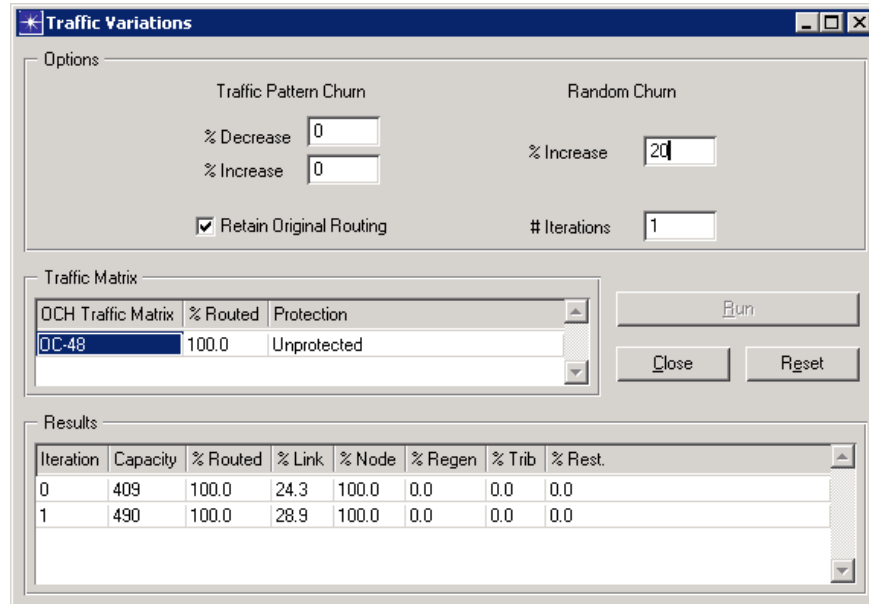 Traffic Variations
Options
Traffic Pattern Churn Random Churn
% Decrease 0
% Increase 20
% Increase 0
Retain Original Routing # Iterations 1
Traffic Matrix
OCH Traffic Matrix % Routed Protection
OC-48 100.0 Unprotected
Run
Close Reset
Results
Iteration Capacity % Routed % Link % Node % Regen % Trib % Rest.
0 409 100.0 24.3 100.0 0.0 0.0 0.0
1 490 100.0 28.9 100.0 0.0 0.0 0.0